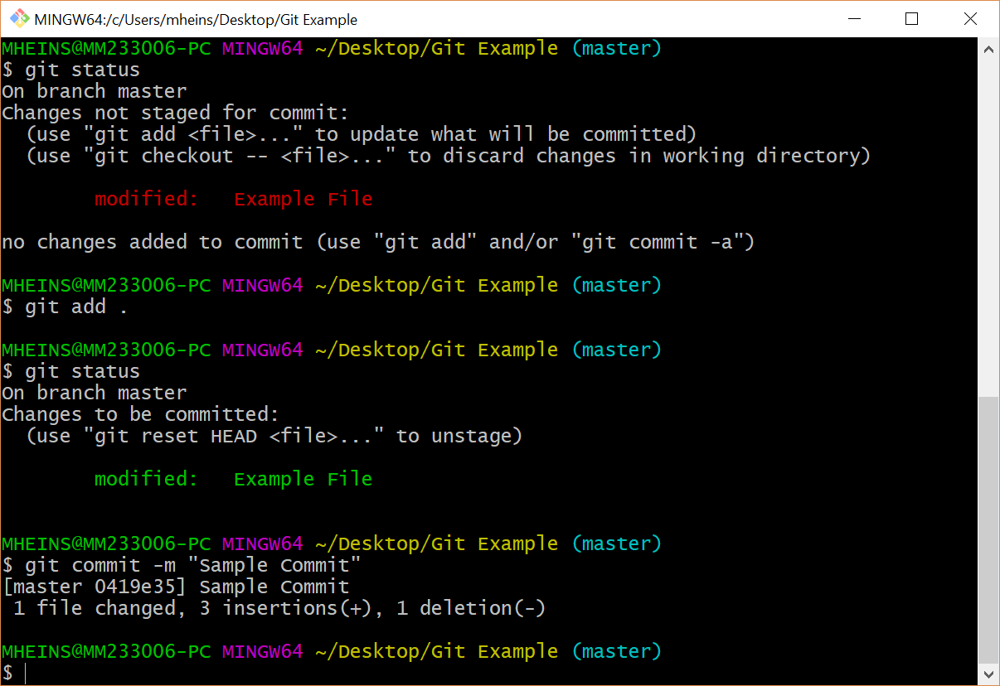 MINGW64:/c/Users/mheins/Desktop/Git Example
MHEINS@MM233006-PC MINGW64 ~/Desktop/Git Example (master)
$ git status
On branch master
Changes not staged for commit:
  (use "git add <file>..." to update what will be committed)
  (use "git checkout -- <file>..." to discard changes in working directory)
        modified:   Example File
no changes added to commit (use "git add" and/or "git commit -a")
MHEINS@MM233006-PC MINGW64 ~/Desktop/Git Example (master)
$ git add .
MHEINS@MM233006-PC MINGW64 ~/Desktop/Git Example (master)
$ git status
On branch master
Changes to be committed:
  (use "git reset HEAD <file>..." to unstage)
        modified:   Example File
MHEINS@MM233006-PC MINGW64 ~/Desktop/Git Example (master)
$ git commit -m "Sample Commit"
[master 0419e35] Sample Commit
 1 file changed, 3 insertions(+), 1 deletion(-)
MHEINS@MM233006-PC MINGW64 ~/Desktop/Git Example (master)
$